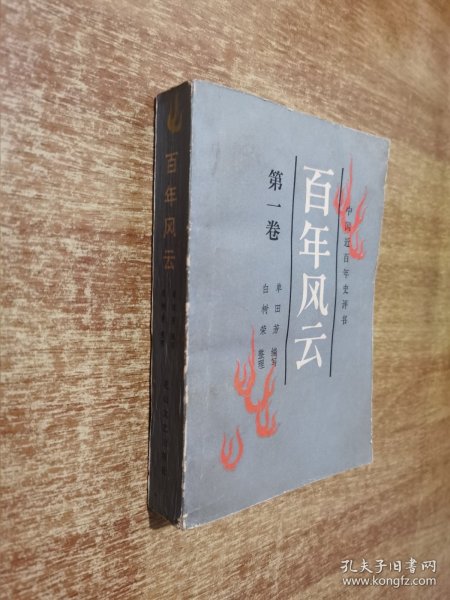 中国近百年史评书
百年风云
第一卷
单田芳 编写
白树荣 整理
百年风云
孔夫子旧书网
www.kongfz.com